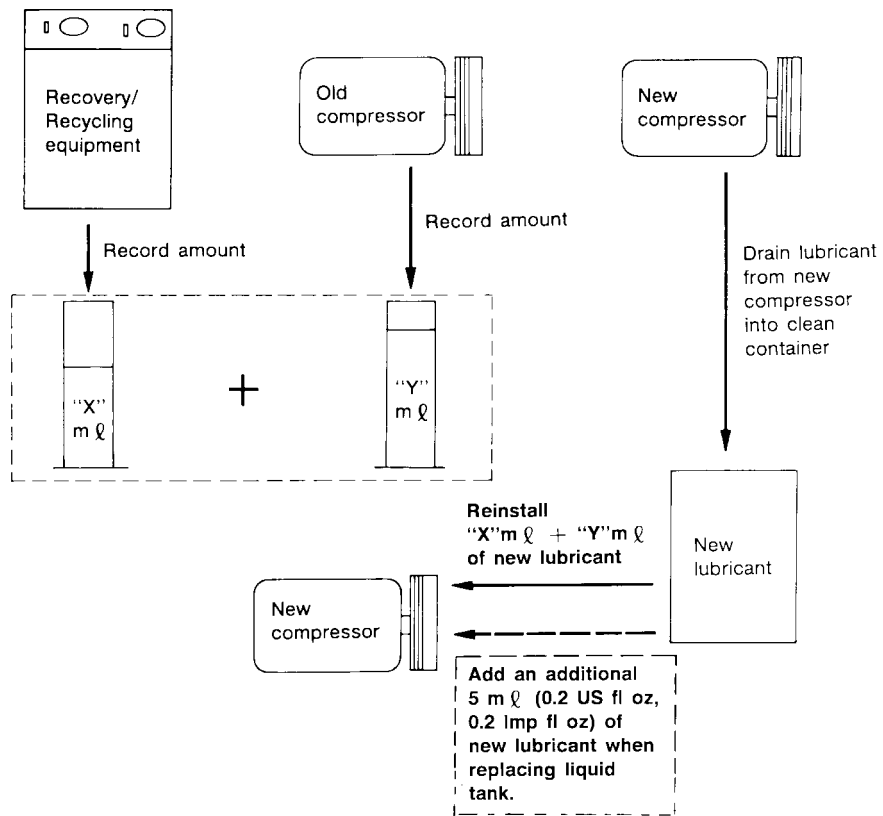 Recovery/
Recycling
equipment
Old
compressor
New
compressor
Record amount
Record amount
Drain lubricant
from new
compressor
into clean
container
"X"
mℓ
+
"Y"
mℓ
Reinstall
"X"mℓ + "Y"mℓ
of new lubricant
New
lubricant
New
compressor
Add an additional
5 mℓ (0.2 US fl oz,
0.2 Imp fl oz) of
new lubricant when
replacing liquid
tank.